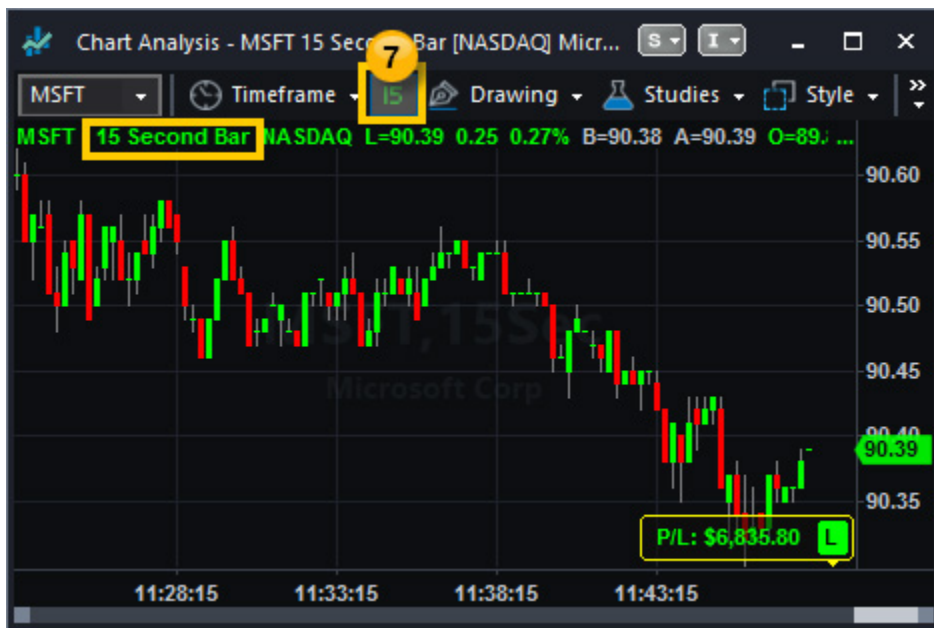 Chart Analysis - MSFT 15 Sec Bar [NASDAQ] Micr... S I
7
MSFT Timeframe 15 Drawing Studies Style »
MSFT 15 Second Bar NASDAQ L=90.39 0.25 0.27% B=90.38 A=90.39 O=89. ...
90.60
90.55
90.50
MSFT,15Sec
90.45
Microsoft Corp
90.40
90.39
90.35
P/L: $6,835.80 L
11:28:15 11:33:15 11:38:15 11:43:15